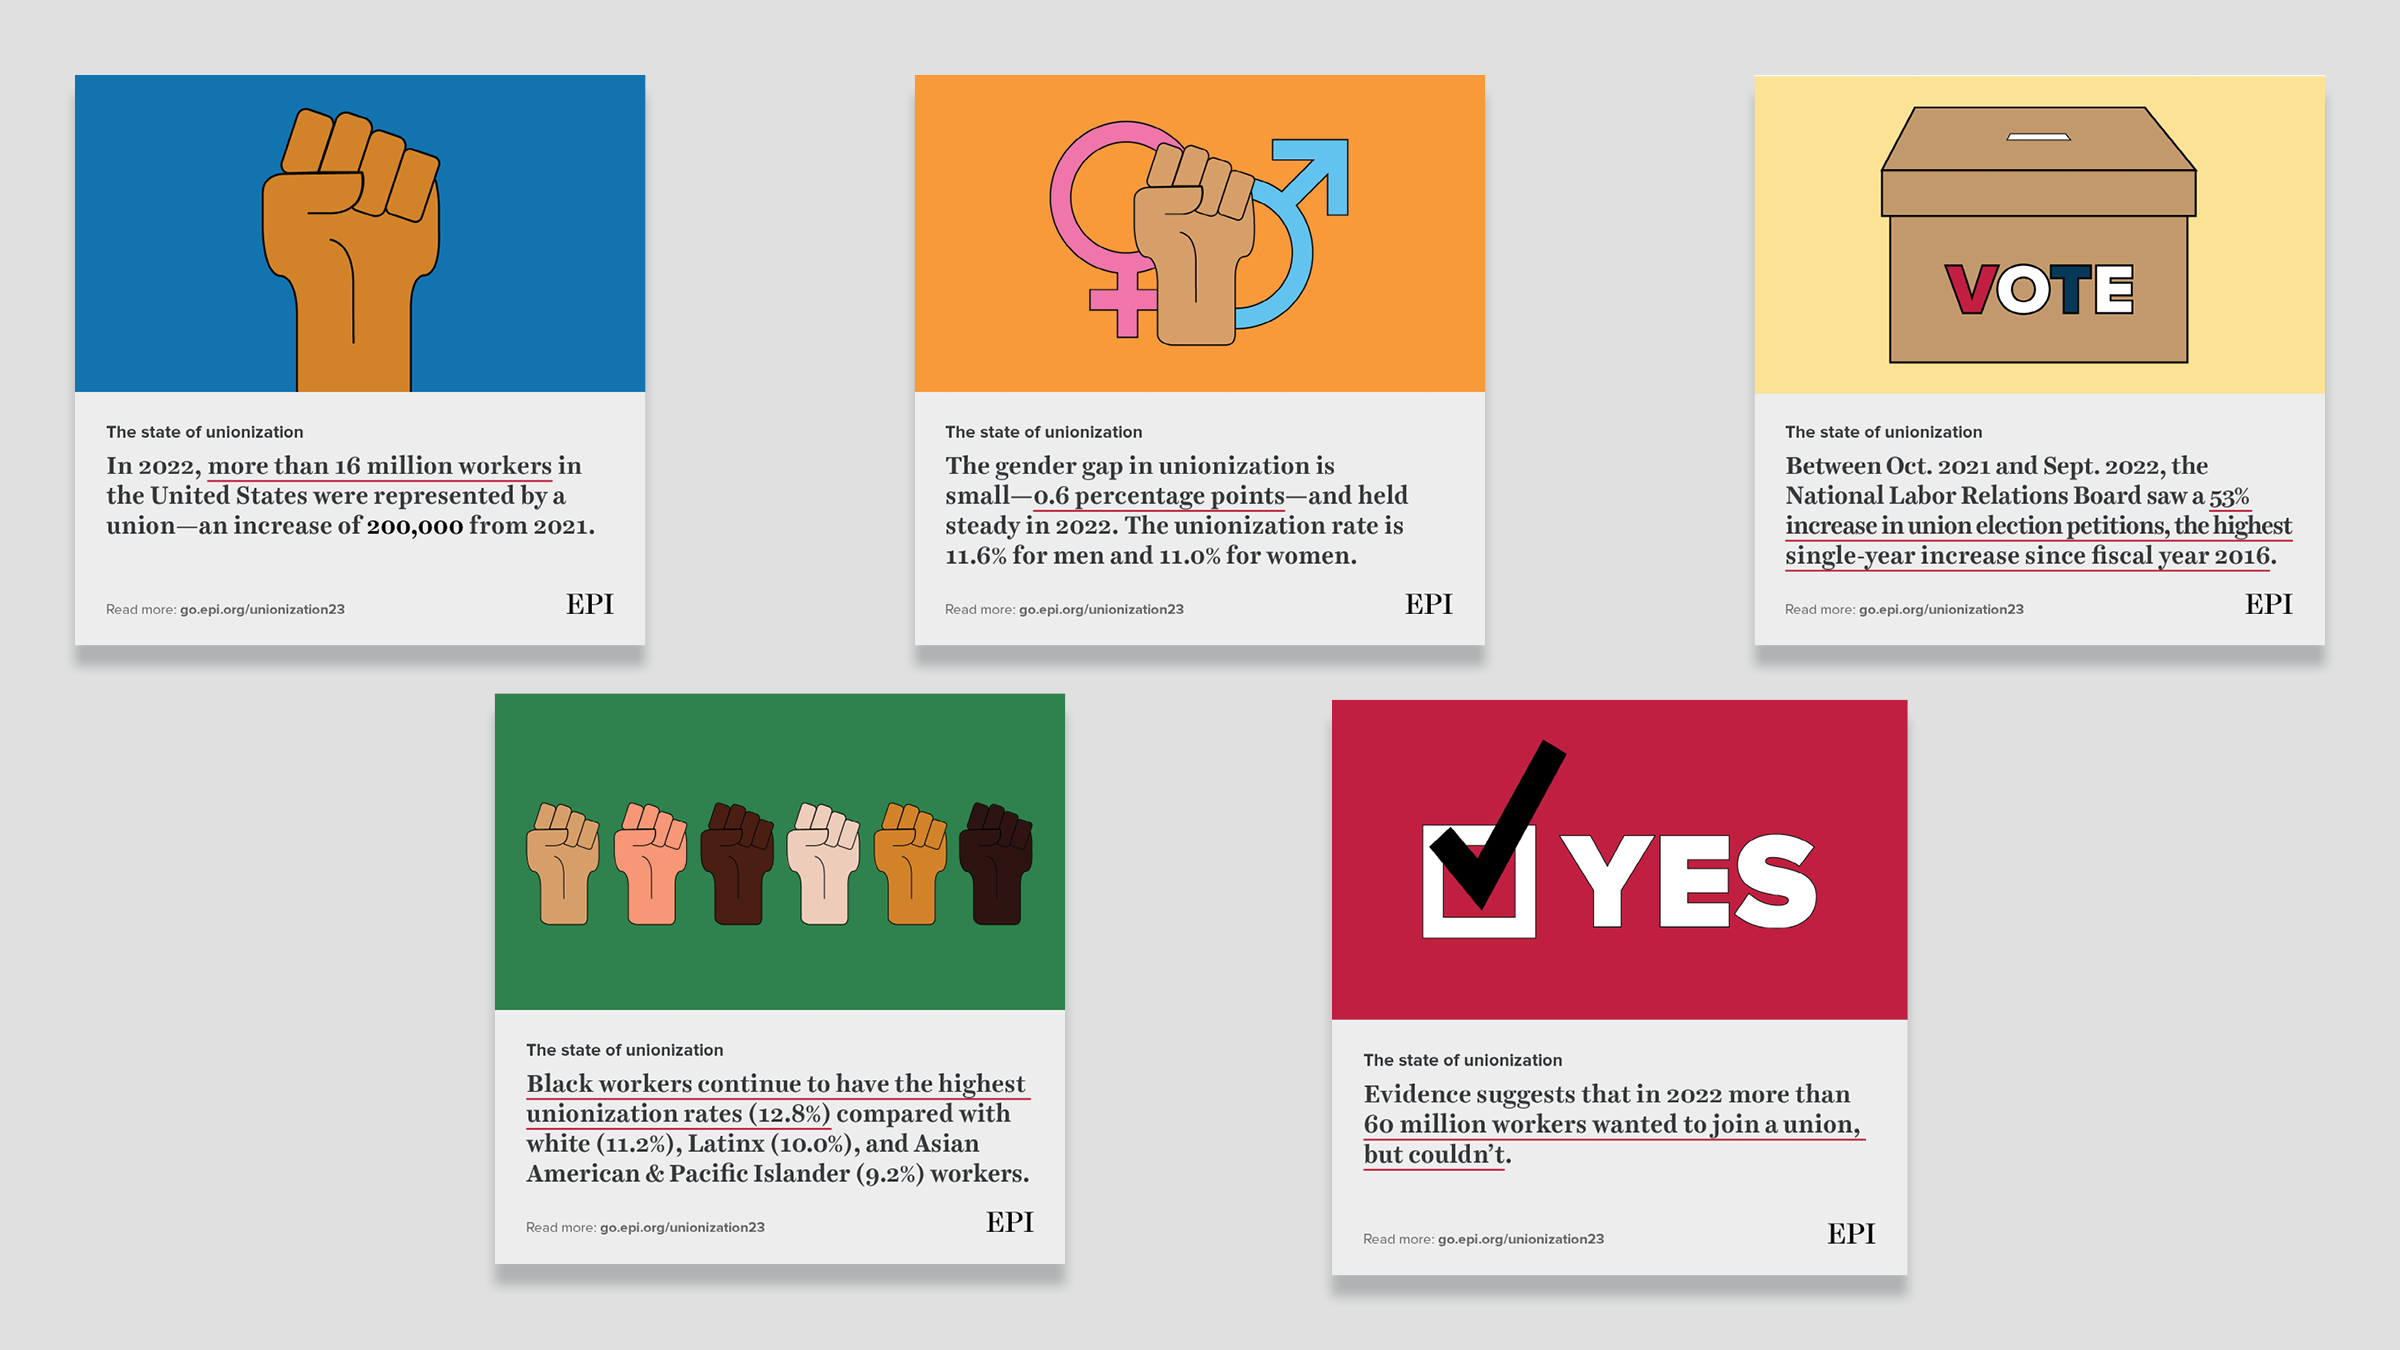 The state of unionization
In 2022, more than 16 million workers in
the United States were represented by a
union—an increase of 200,000 from 2021.
Read more: go.epi.org/unionization23
EPI
The state of unionization
The gender gap in unionization is
small—0.6 percentage points—and held
steady in 2022. The unionization rate is
11.6% for men and 11.0% for women.
Read more: go.epi.org/unionization23
EPI
VOTE
The state of unionization
Between Oct. 2021 and Sept. 2022, the
National Labor Relations Board saw a 53%
increase in union election petitions, the highest
single-year increase since fiscal year 2016.
Read more: go.epi.org/unionization23
EPI
The state of unionization
Black workers continue to have the highest
unionization rates (12.8%) compared with
white (11.2%), Latinx (10.0%), and Asian
American & Pacific Islander (9.2%) workers.
Read more: go.epi.org/unionization23
EPI
YES
The state of unionization
Evidence suggests that in 2022 more than
60 million workers wanted to join a union,
but couldn’t.
Read more: go.epi.org/unionization23
EPI